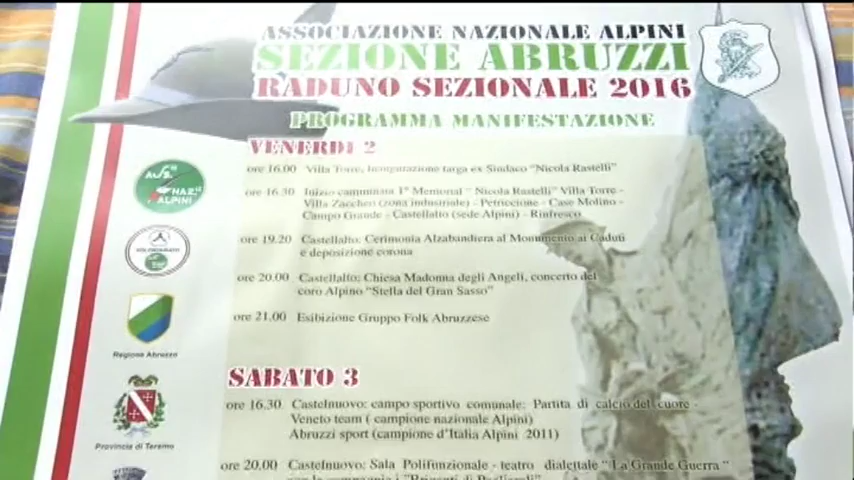 ASSOCIAZIONE NAZIONALE ALPINI
SEZIONE ABRUZZI
RADUNO SEZIONALE 2016
PROGRAMMA MANIFESTAZIONE
VENERDI 2
ore 16.00 Villa Torre, Inaugurazione targa ex Sindaco "Nicola Rastelli"
ore 16.30 Inizio camminata 1° Memorial " Nicola Rastelli" Villa Torre -
Villa Zaccheo (zona industriale) - Petriccione - Case Molino -
Campo Grande - Castellalto (sede Alpini) - Rinfresco
ore 19.20 Castellalto: Cerimonia Alzabandiera al Monumento ai Caduti
e deposizione corona
ore 20.00 Castellalto: Chiesa Madonna degli Angeli, concerto del
coro Alpino "Stella del Gran Sasso"
ore 21.00 Esibizione Gruppo Folk Abruzzese
SABATO 3
ore 16.30 Castelnuovo: campo sportivo comunale: Partita di calcio del cuore -
Veneto team ( campione nazionale Alpini)
Abruzzi sport (campione d'Italia Alpini 2011)
ore 20.00 Castelnuovo: Sala Polifunzionale - teatro dialettale " La Grande Guerra "
ASS.NE
NAZ.LE
ALPINI
Regione Abruzzo
Provincia di Teramo